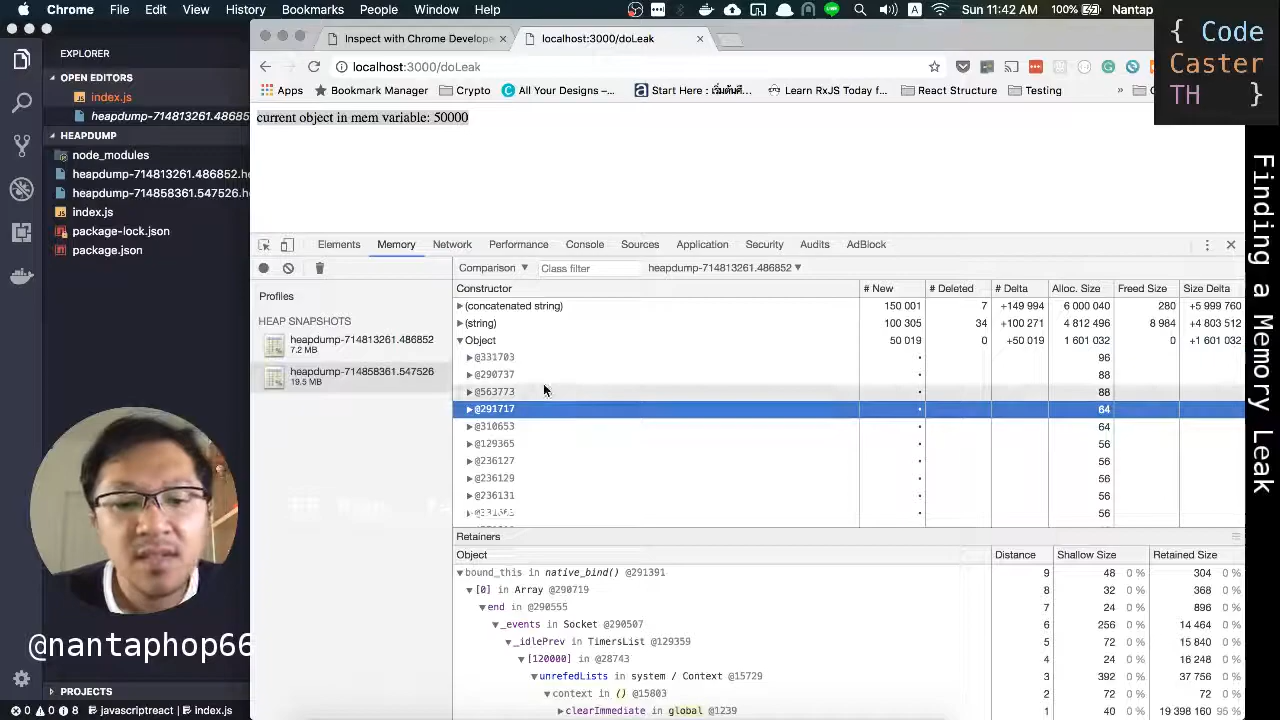 Chrome File Edit View History Bookmarks People Window Help Sun 11:42 AM 100% Nantap
EXPLORER
OPEN EDITORS
index.js
heapdump-714813261.48685
HEAPDUMP
node_modules
heapdump-714813261.486852.he
heapdump-714858361.547526.he
index.js
package-lock.json
package.json
Inspect with Chrome Develope
localhost:3000/doLeak
localhost:3000/doLeak
Apps Bookmark Manager Crypto All Your Designs –... Learn RxJS Today f... React Structure Testing »
{ Code
Caster
TH }
current object in mem variable: 50000
Elements Memory Network Performance Console Sources Application Security Audits AdBlock
Comparison Class filter heapdump-714813261.486852
Profiles
HEAP SNAPSHOTS
heapdump-714813261.486852
7.2 MB
heapdump-714858361.547526
19.5 MB
Constructor # New # Deleted # Delta Alloc. Size Freed Size Size Delta
(concatenated string) 150 001 7 +149 994 6 000 040 280 +5 999 760
(string) 100 305 34 +100 271 4 812 496 8 984 +4 803 512
Object 50 019 0 +50 019 1 601 032 0 +1 601 032
@331703 • 96
@290737 • 88
@563773 • 88
@291717 • 64
@310653 • 64
@129365 • 56
@236127 • 56
@236129 • 56
@236131 • 56
• 56
Retainers
Object Distance Shallow Size Retained Size
bound_this in native_bind() @291391 9 48 0 % 304 0 %
[0] in Array @290719 8 32 0 % 368 0 %
end in @290555 7 24 0 % 896 0 %
_events in Socket @290507 6 256 0 % 14 464 0 %
_idlePrev in TimersList @129359 5 72 0 % 15 840 0 %
[120000] in @28743 4 24 0 % 16 248 0 %
unrefedLists in system / Context @15729 3 392 0 % 37 756 0 %
context in () @15803 2 72 0 % 72 0 %
clearImmediate in global @1239 1 40 0 % 19 398 160 95 %
Finding a Memory Leak
@nantaphop66
PROJECTS
0 0 8 javascriptreact index.js